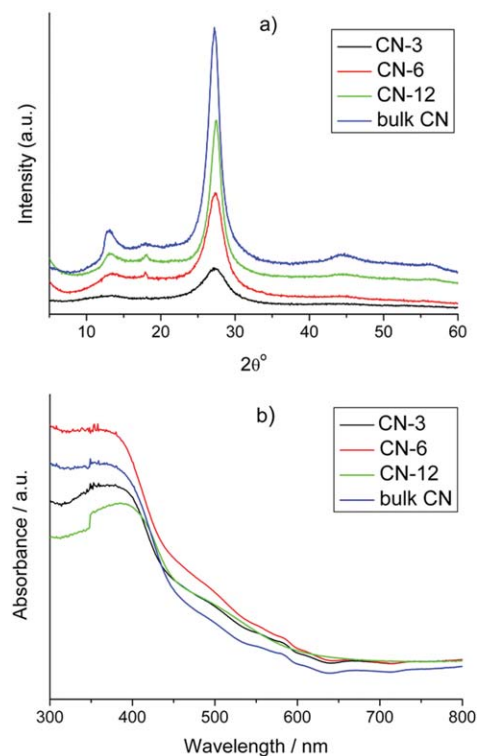 a)
CN-3
CN-6
CN-12
bulk CN
Intensity (a.u.)
10 20 30 40 50 60
2θ°
b)
CN-3
CN-6
CN-12
bulk CN
Absorbance / a.u.
300 400 500 600 700 800
Wavelength / nm